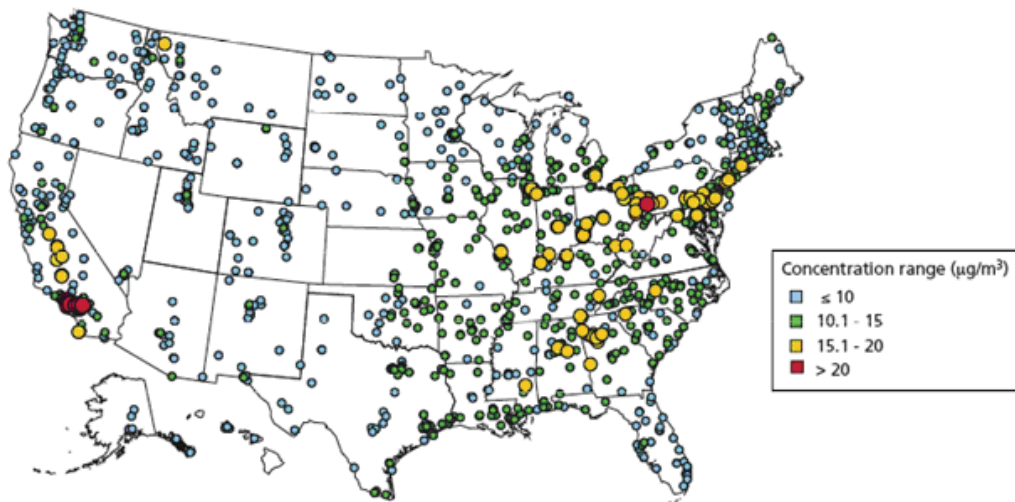 Concentration range (µg/m³)
≤ 10
10.1 - 15
15.1 - 20
> 20